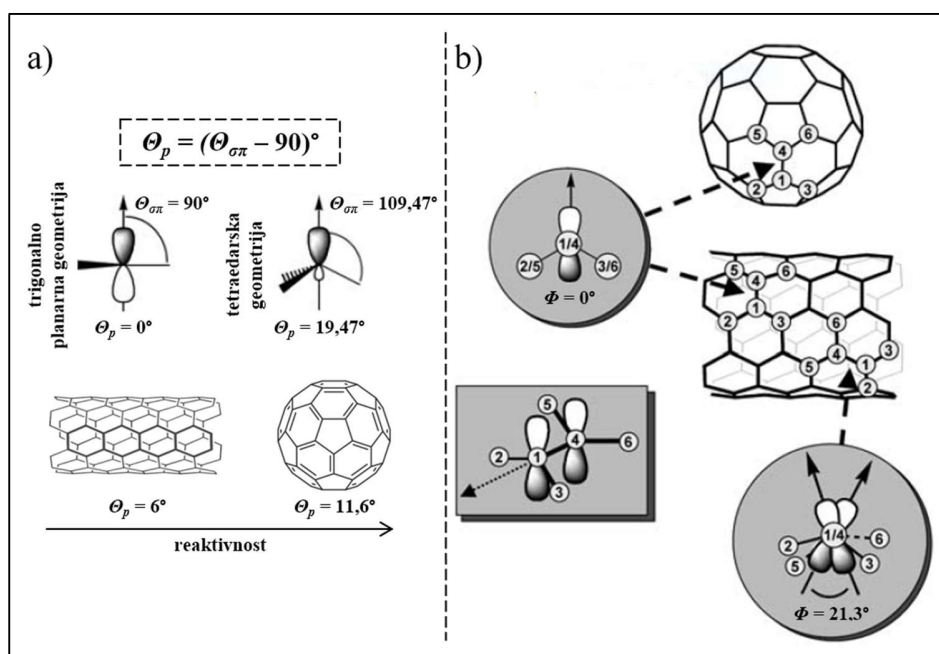 a)
Θp = (Θσπ – 90)°
trigonalno
planarna geometrija
Θσπ = 90°
Θp = 0°
tetraedarska
geometrija
Θσπ = 109,47°
Θp = 19,47°
Θp = 6°
Θp = 11,6°
reaktivnost
b)
5 6
4
1
2 3
1/4
2/5 3/6
Φ = 0°
5 4 6
1
2 3 6
5 4 1 3
2
5
4 6
2 1
3
1/4
2 6
5 3
Φ = 21,3°